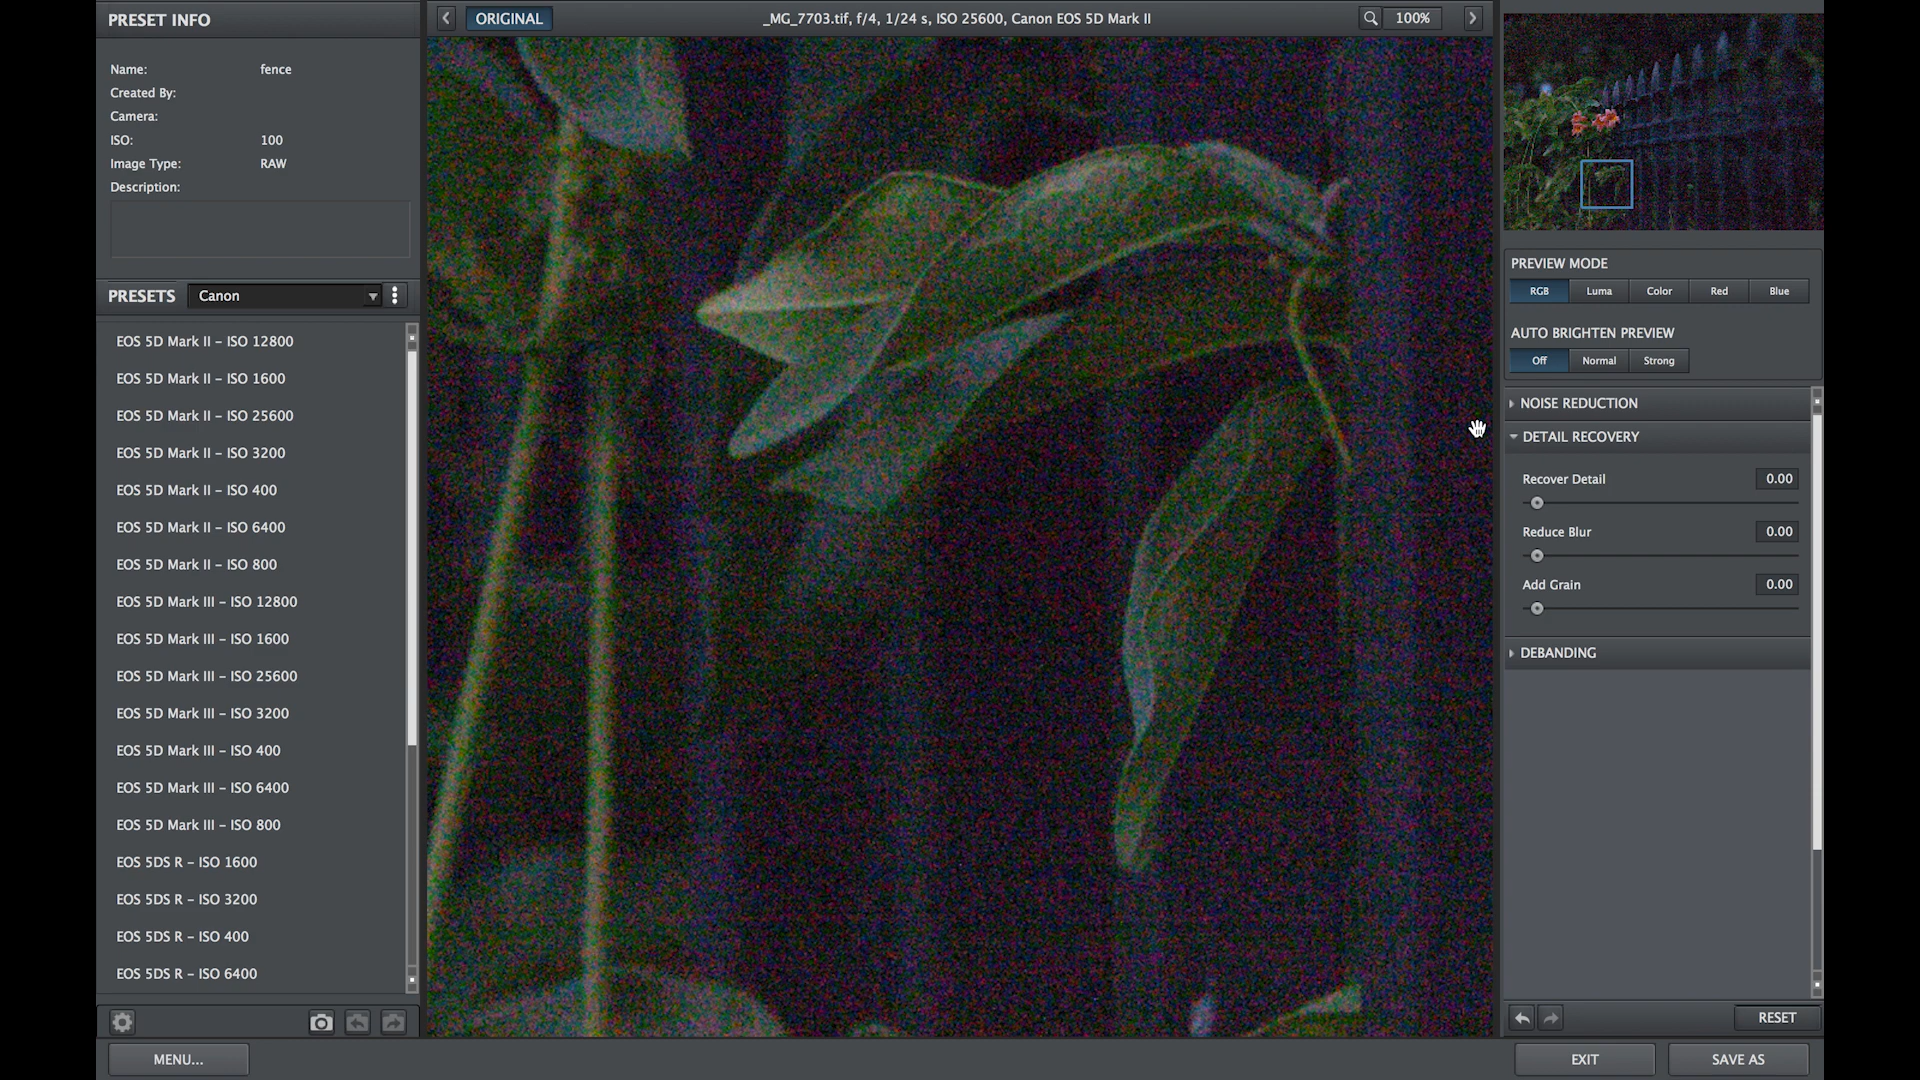 PRESET INFO
Name: fence
Created By:
Camera:
ISO: 100
Image Type: RAW
Description:
PRESETS Canon
EOS 5D Mark II – ISO 12800
EOS 5D Mark II – ISO 1600
EOS 5D Mark II – ISO 25600
EOS 5D Mark II – ISO 3200
EOS 5D Mark II – ISO 400
EOS 5D Mark II – ISO 6400
EOS 5D Mark II – ISO 800
EOS 5D Mark III – ISO 12800
EOS 5D Mark III – ISO 1600
EOS 5D Mark III – ISO 25600
EOS 5D Mark III – ISO 3200
EOS 5D Mark III – ISO 400
EOS 5D Mark III – ISO 6400
EOS 5D Mark III – ISO 800
EOS 5DS R – ISO 1600
EOS 5DS R – ISO 3200
EOS 5DS R – ISO 400
EOS 5DS R – ISO 6400
MENU...
ORIGINAL
_MG_7703.tif, f/4, 1/24 s, ISO 25600, Canon EOS 5D Mark II
100%
PREVIEW MODE
RGB Luma Color Red Blue
AUTO BRIGHTEN PREVIEW
Off Normal Strong
NOISE REDUCTION
DETAIL RECOVERY
Recover Detail 0.00
Reduce Blur 0.00
Add Grain 0.00
DEBANDING
RESET
EXIT SAVE AS